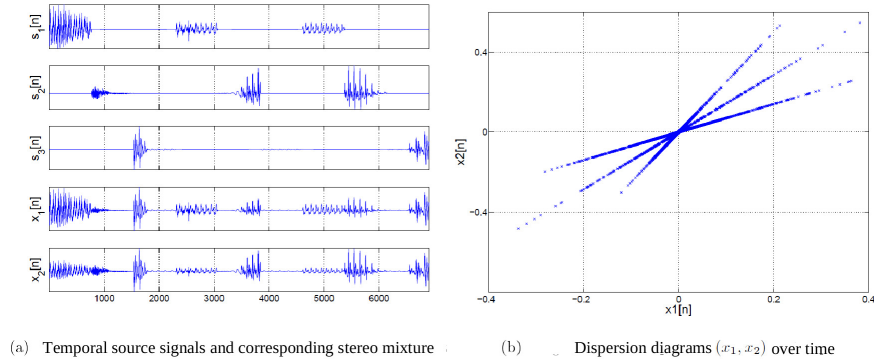 s1[n]
s2[n]
s3[n]
x1[n]
x2[n]
1000 2000 3000 4000 5000 6000
0.4
0
−0.4
x2[n]
−0.4 −0.2 0 0.2 0.4
x1[n]
(a) Temporal source signals and corresponding stereo mixture
(b) Dispersion diagrams (x1, x2) over time